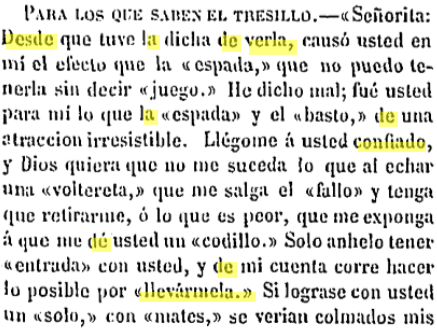 PARA LOS QUE SABEN EL TRESILLO.—«Señorita:
Desde que tuve la dicha de verla, causó usted en
mí el efecto que la «espada,» que no puedo te-
nerla sin decir «juego.» He dicho mal; fué usted
para mí lo que la «espada» y el «basto,» de una
atraccion irresistible. Llégome á usted confiado,
y Dios quiera que no me suceda lo que al echar
una «voltereta,» que me salga el «fallo» y tenga
que retirarme, ó lo que es peor, que me exponga
á que me dé usted un «codillo.» Solo anhelo tener
«entrada» con usted, y de mi cuenta corre hacer
lo posible por «llevármela.» Si lograse con usted
un «solo,» con «mates,» se verian colmados mis